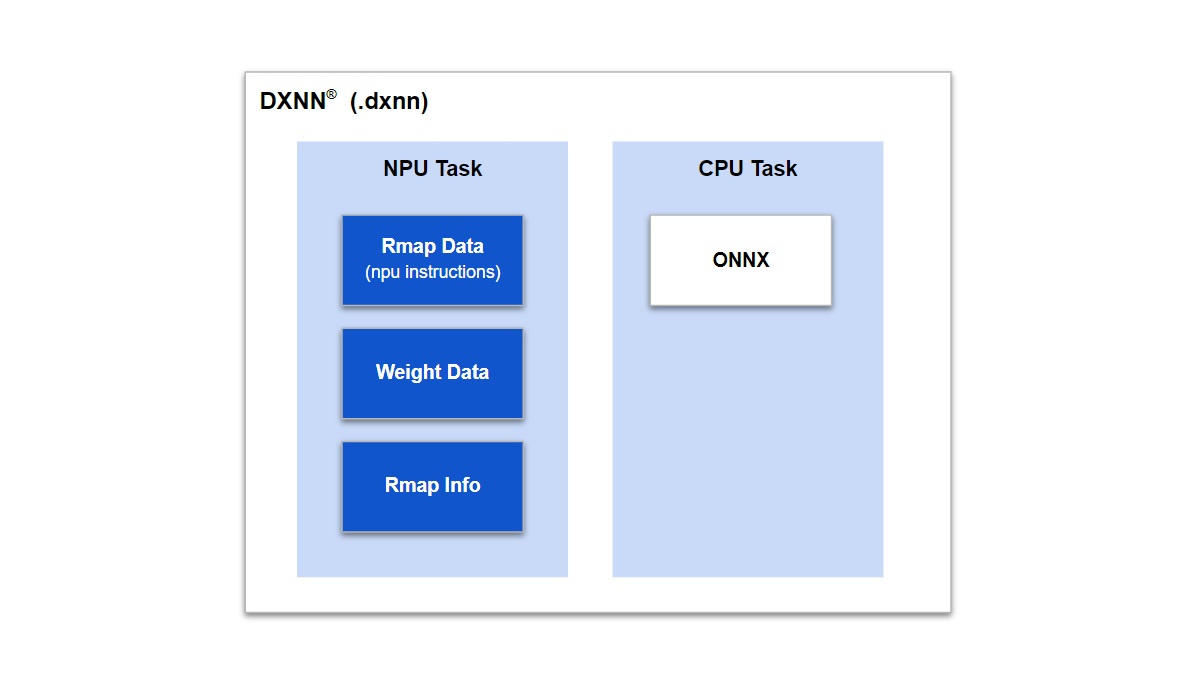 DXNN® (.dxnn)
NPU Task
Rmap Data
(npu instructions)
Weight Data
Rmap Info
CPU Task
ONNX